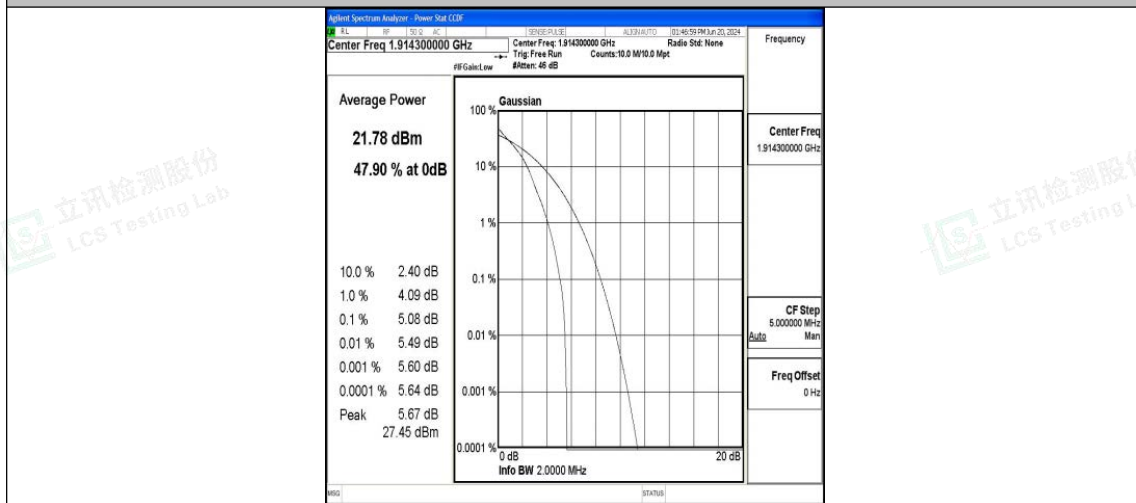 Agilent Spectrum Analyzer - Power Stat CCDF
RL RF 50 Ω AC SENSE:PULSE ALIGNAUTO 01:46:59 PM Jun 20, 2024
Center Freq 1.914300000 GHz
Center Freq: 1.914300000 GHz Radio Std: None
Trig: Free Run Counts:10.0 M/10.0 Mpt
#IFGain:Low #Atten: 46 dB
Frequency
Average Power
21.78 dBm
47.90 % at 0dB
10.0 % 2.40 dB
1.0 % 4.09 dB
0.1 % 5.08 dB
0.01 % 5.49 dB
0.001 % 5.60 dB
0.0001 % 5.64 dB
Peak 5.67 dB
27.45 dBm
Gaussian
100 %
10 %
1 %
0.1 %
0.01 %
0.001 %
0.0001 %
0 dB 20 dB
Info BW 2.0000 MHz
Center Freq
1.914300000 GHz
CF Step
5.000000 MHz
Auto Man
Freq Offset
0 Hz
MSG STATUS
立讯检测股份
LCS Testing Lab
立讯检测股份
LCS Testing L